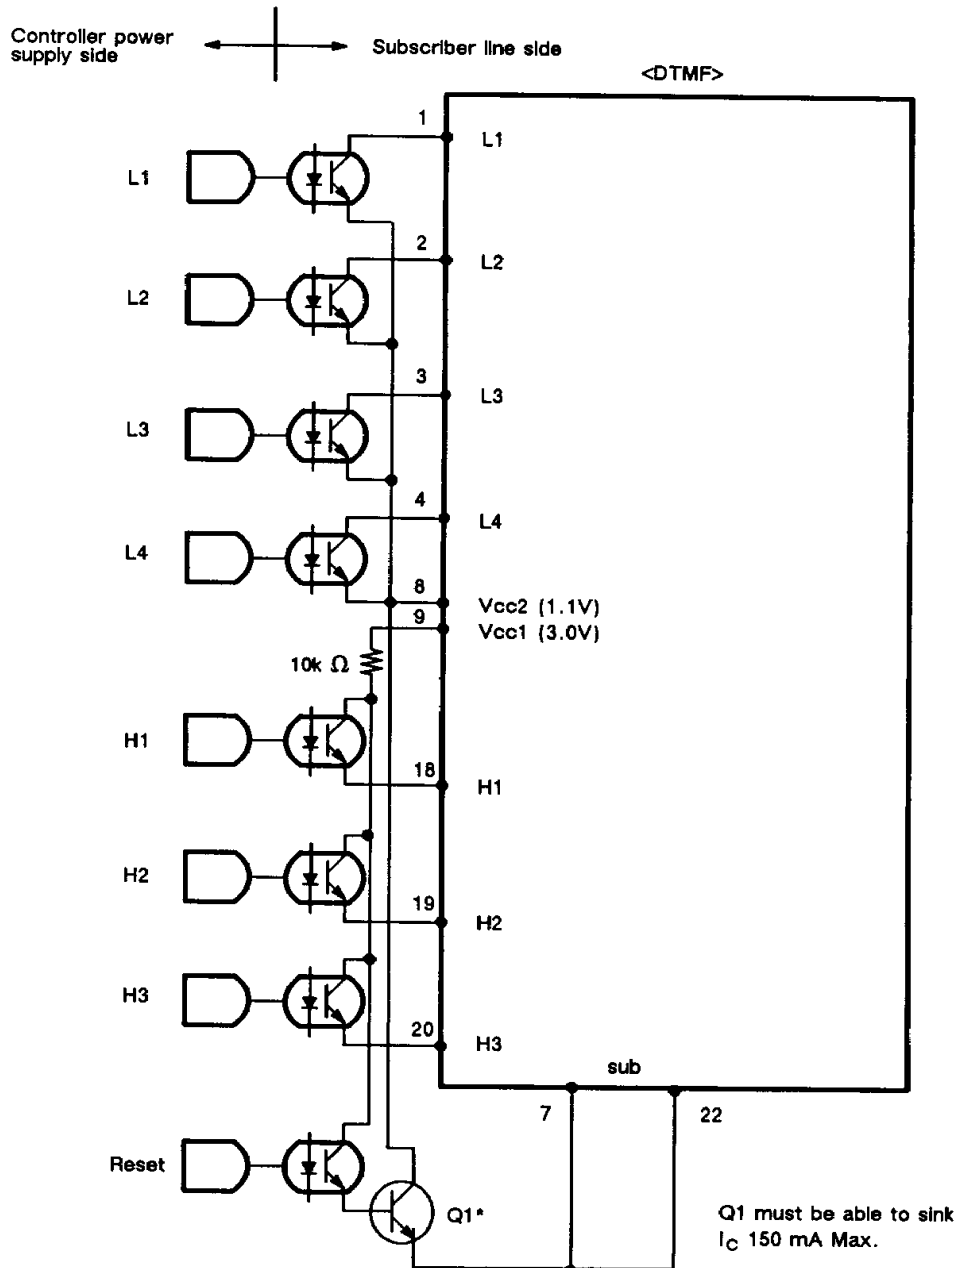 Controller power
supply side
Subscriber line side
<DTMF>
1
L1
L1
2
L2
L2
3
L3
L3
4
L4
L4
8
Vcc2 (1.1V)
9
Vcc1 (3.0V)
10k Ω
H1
18
H1
H2
19
H2
H3
20
H3
sub
7
22
Reset
Q1*
Q1 must be able to sink
IC 150 mA Max.